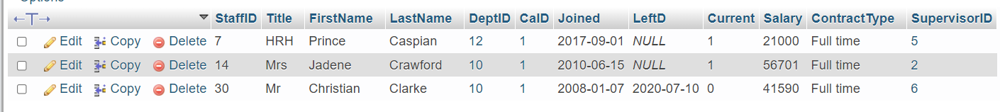 Options
←T→ StaffID Title FirstName LastName DeptID CalD Joined LeftD Current Salary ContractType SupervisorID
Edit Copy Delete 7 HRH Prince Caspian 12 1 2017-09-01 NULL 1 21000 Full time 5
Edit Copy Delete 14 Mrs Jadene Crawford 10 1 2010-06-15 NULL 1 56701 Full time 2
Edit Copy Delete 30 Mr Christian Clarke 10 1 2008-01-07 2020-07-10 0 41590 Full time 6